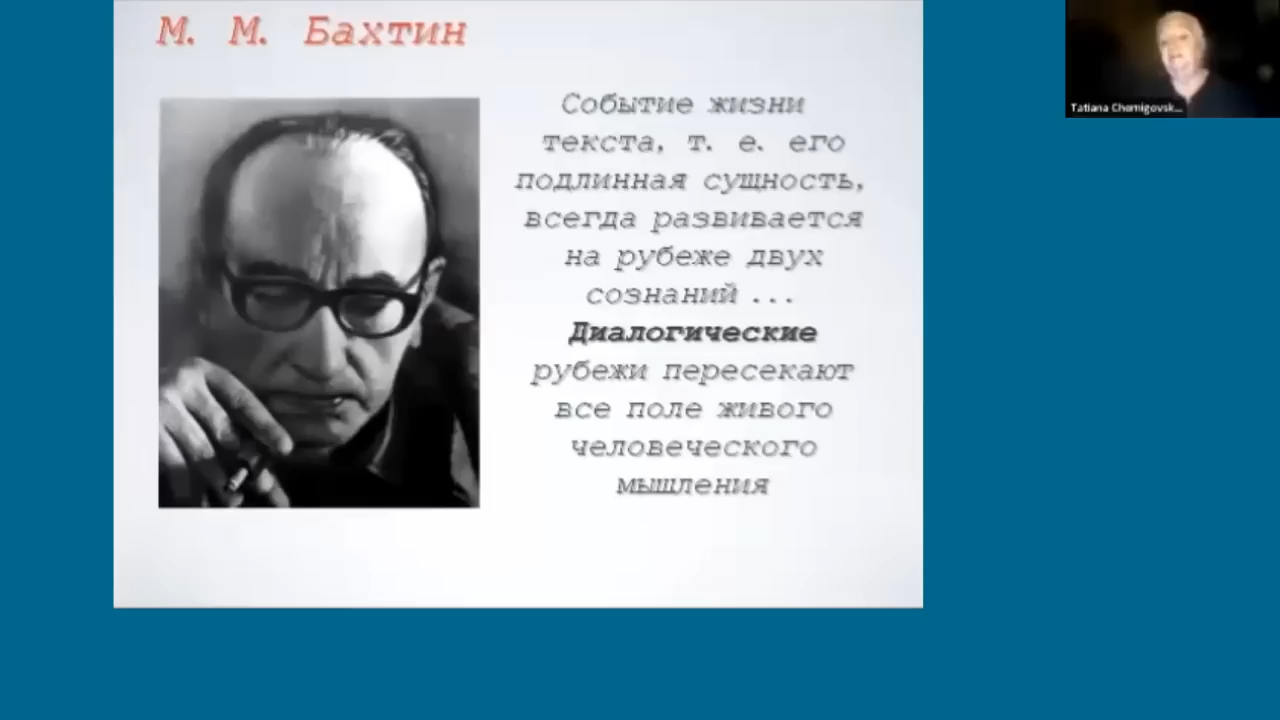 М. М. Бахтин
Событие жизни
текста, т. е. его
подлинная сущность,
всегда развивается
на рубеже двух
сознаний ...
Диалогические
рубежи пересекают
все поле живого
человеческого
мышления
Tatiana Chernigovsk...